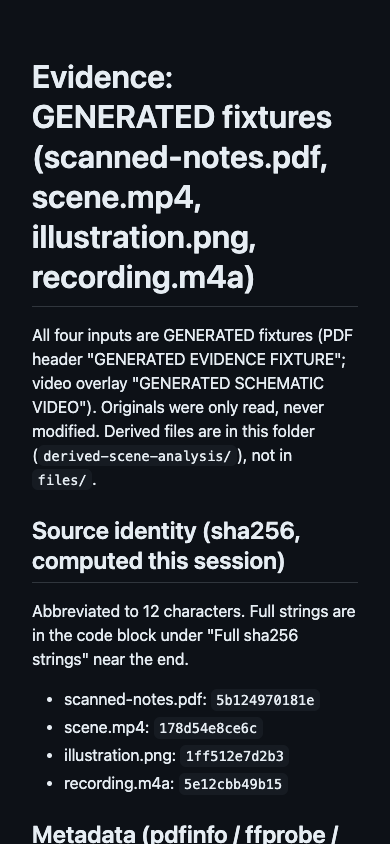 Evidence:
GENERATED fixtures
(scanned-notes.pdf,
scene.mp4,
illustration.png,
recording.m4a)
All four inputs are GENERATED fixtures (PDF
header "GENERATED EVIDENCE FIXTURE";
video overlay "GENERATED SCHEMATIC
VIDEO"). Originals were only read, never
modified. Derived files are in this folder
( derived-scene-analysis/ ), not in
files/ .
Source identity (sha256,
computed this session)
Abbreviated to 12 characters. Full strings are
in the code block under "Full sha256
strings" near the end.
• scanned-notes.pdf: 5b124970181e
• scene.mp4: 178d54e8ce6c
• illustration.png: 1ff512e7d2b3
• recording.m4a: 5e12cbb49b15
Metadata (pdfinfo / ffprobe /